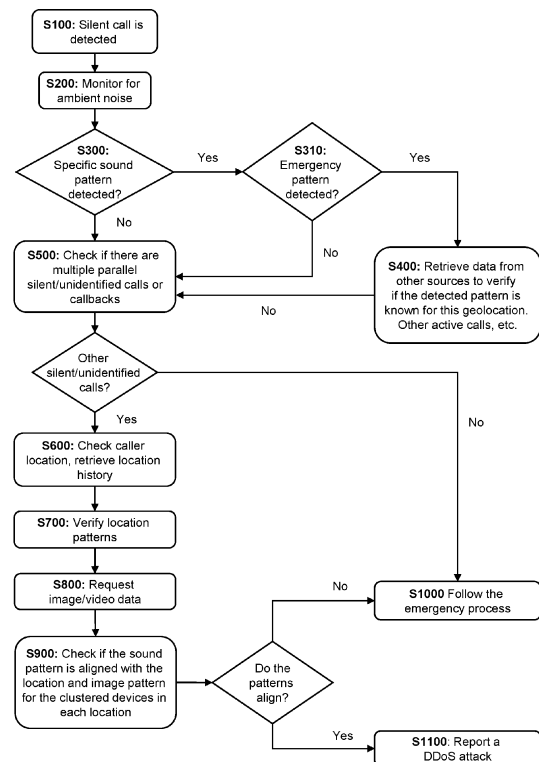 S100: Silent call is
detected
S200: Monitor for
ambient noise
S300:
Specific sound
pattern
detected?
Yes
S310:
Emergency
pattern
detected?
Yes
No
No
S500: Check if there are
multiple parallel
silent/unidentified calls or
callbacks
S400: Retrieve data from
other sources to verify
if the detected pattern is
known for this geolocation.
Other active calls, etc.
No
Other
silent/unidentified
calls?
No
Yes
S600: Check caller
location, retrieve location
history
S700: Verify location
patterns
S800: Request
image/video data
No
S1000 Follow the
emergency process
S900: Check if the sound
pattern is aligned with the
location and image pattern
for the clustered devices in
each location
Do the
patterns
align?
Yes
S1100: Report a
DDoS attack